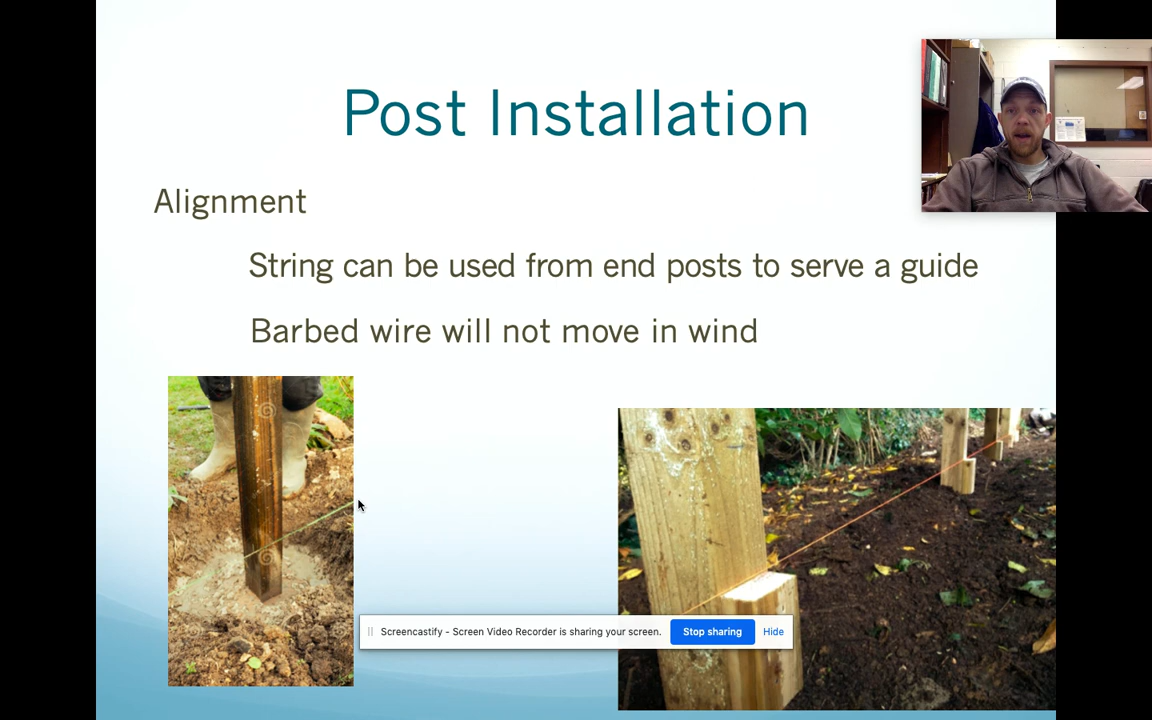 Post Installation
Alignment
String can be used from end posts to serve a guide
Barbed wire will not move in wind
Screencastify - Screen Video Recorder is sharing your screen.
Stop sharing
Hide